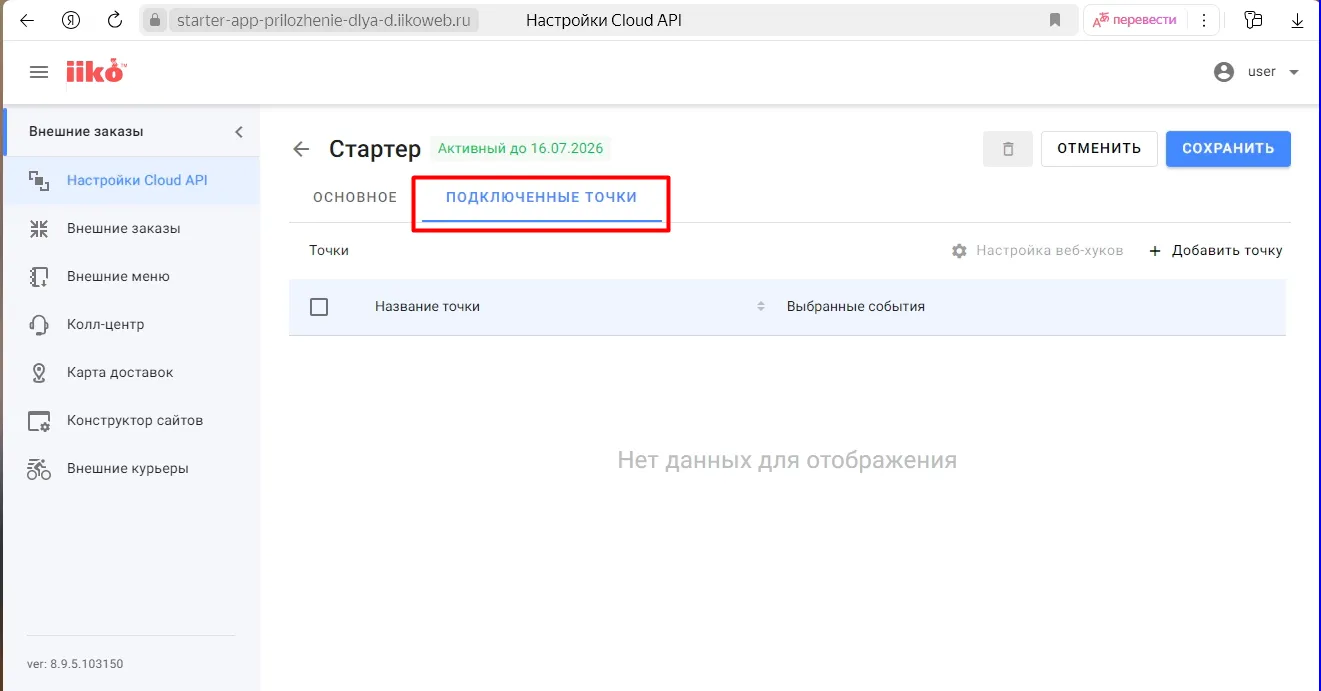 starter-app-prilozhenie-dlya-d.iikoweb.ru Настройки Cloud API перевести
iiko™ user
Внешние заказы
Стартер Активный до 16.07.2026 ОТМЕНИТЬ СОХРАНИТЬ
Настройки Cloud API
ОСНОВНОЕ ПОДКЛЮЧЕННЫЕ ТОЧКИ
Внешние заказы
Точки Настройка веб-хуков + Добавить точку
Внешние меню
Название точки Выбранные события
Колл-центр
Карта доставок
Конструктор сайтов
Нет данных для отображения
Внешние курьеры
ver: 8.9.5.103150